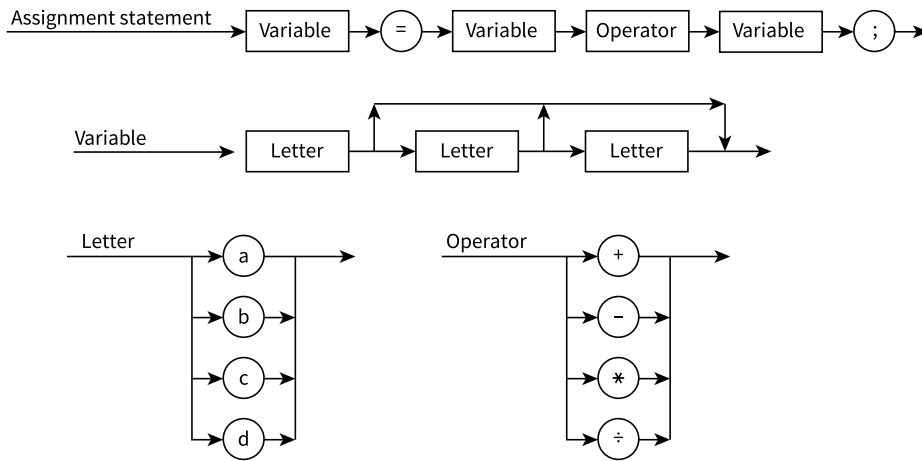 Assignment statement Variable = Variable Operator Variable ;
Variable Letter Letter Letter
Letter
a
b
c
d
Operator
+
−
*
÷